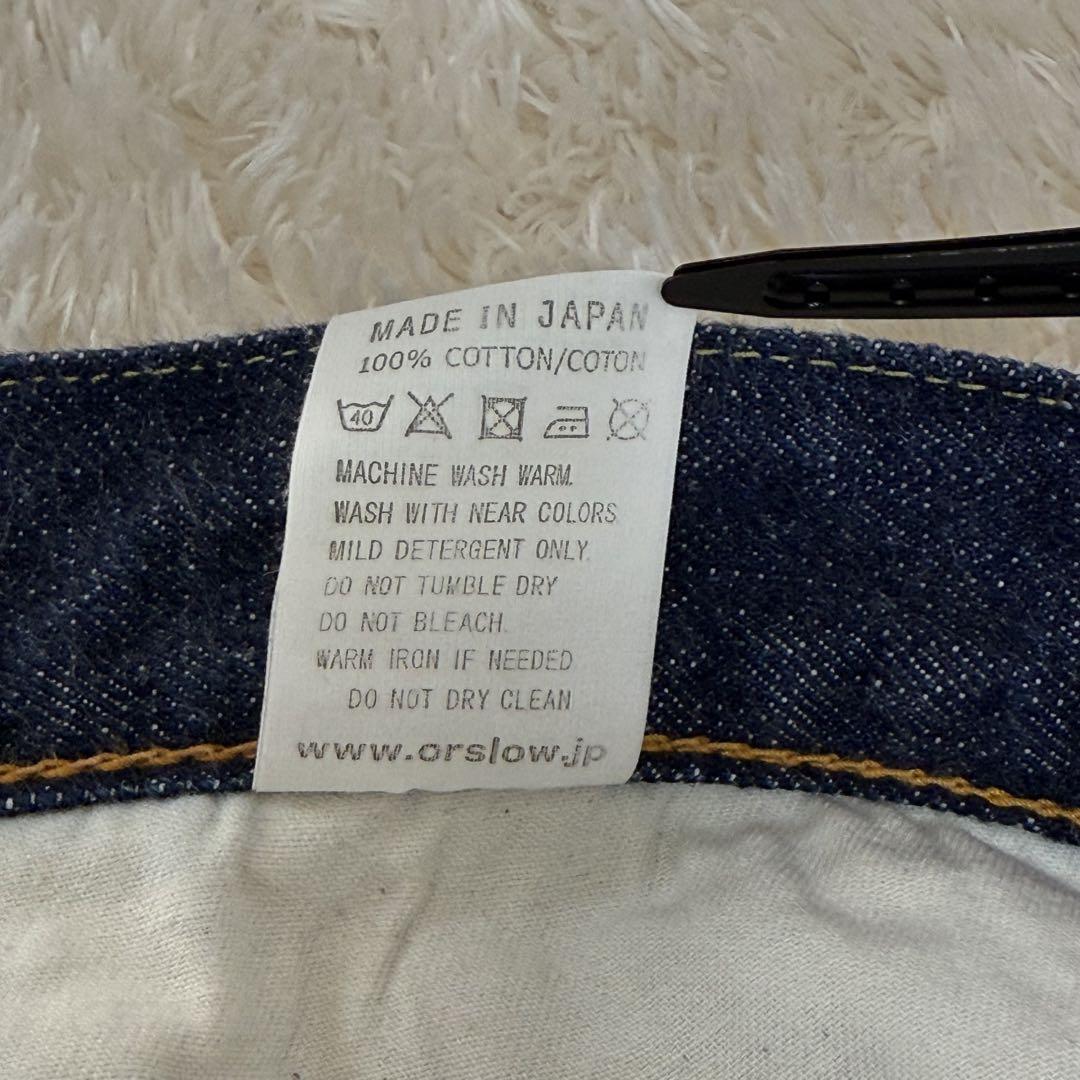 MADE IN JAPAN
100% COTTON/COTON
40
MACHINE WASH WARM.
WASH WITH NEAR COLORS
MILD DETERGENT ONLY.
DO NOT TUMBLE DRY
DO NOT BLEACH.
WARM IRON IF NEEDED
DO NOT DRY CLEAN
www.orslow.jp